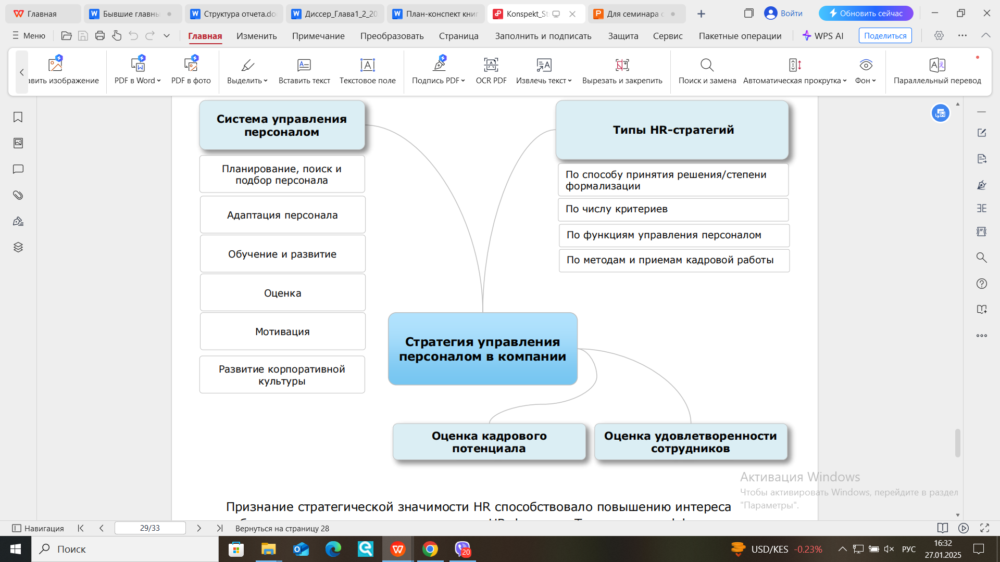 Главная
Бывшие главны
Структура отчета.do
Диссер_Глава1_2_20
План-конспект книг
Konspekt_St
Для семинара с
Войти
Обновить сейчас
Меню
Главная
Изменить
Примечание
Преобразовать
Страница
Заполнить и подписать
Защита
Сервис
Пакетные операции
WPS AI
Поделиться
авить изображение
PDF в Word
PDF в фото
Выделить
Вставить текст
Текстовое поле
Подпись PDF
OCR PDF
Извлечь текст
Вырезать и закрепить
Поиск и замена
Автоматическая прокрутка
Фон
Параллельный перевод
Система управления
персоналом
Планирование, поиск и
подбор персонала
Адаптация персонала
Обучение и развитие
Оценка
Мотивация
Развитие корпоративной
культуры
Типы HR-стратегий
По способу принятия решения/степени
формализации
По числу критериев
По функциям управления персоналом
По методам и приемам кадровой работы
Стратегия управления
персоналом в компании
Оценка кадрового
потенциала
Оценка удовлетворенности
сотрудников
Признание стратегической значимости HR способствовало повышению интереса
Активация Windows
Чтобы активировать Windows, перейдите в раздел
"Параметры".
Навигация
29/33
Вернуться на страницу 28
Поиск
20
USD/KES -0.23%
РУС
16:32
27.01.2025